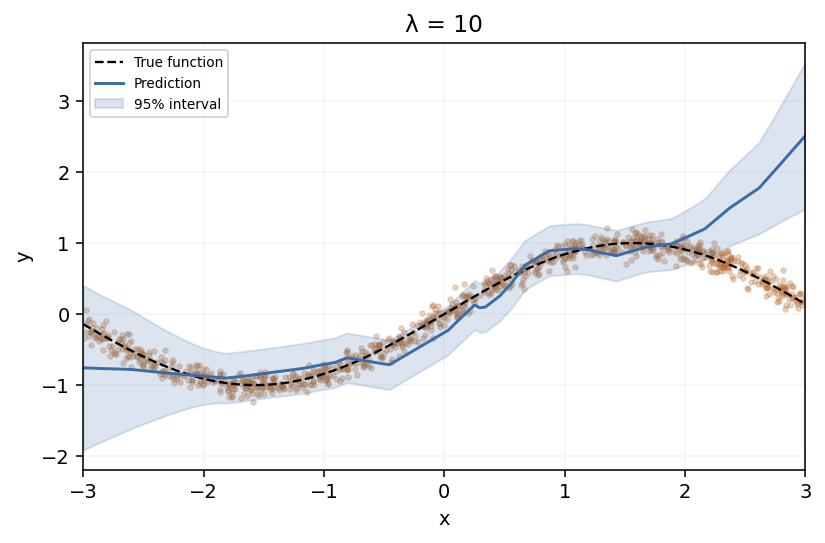 λ = 10
True function
Prediction
95% interval
3
2
1
0
−1
−2
y
−3 −2 −1 0 1 2 3
x